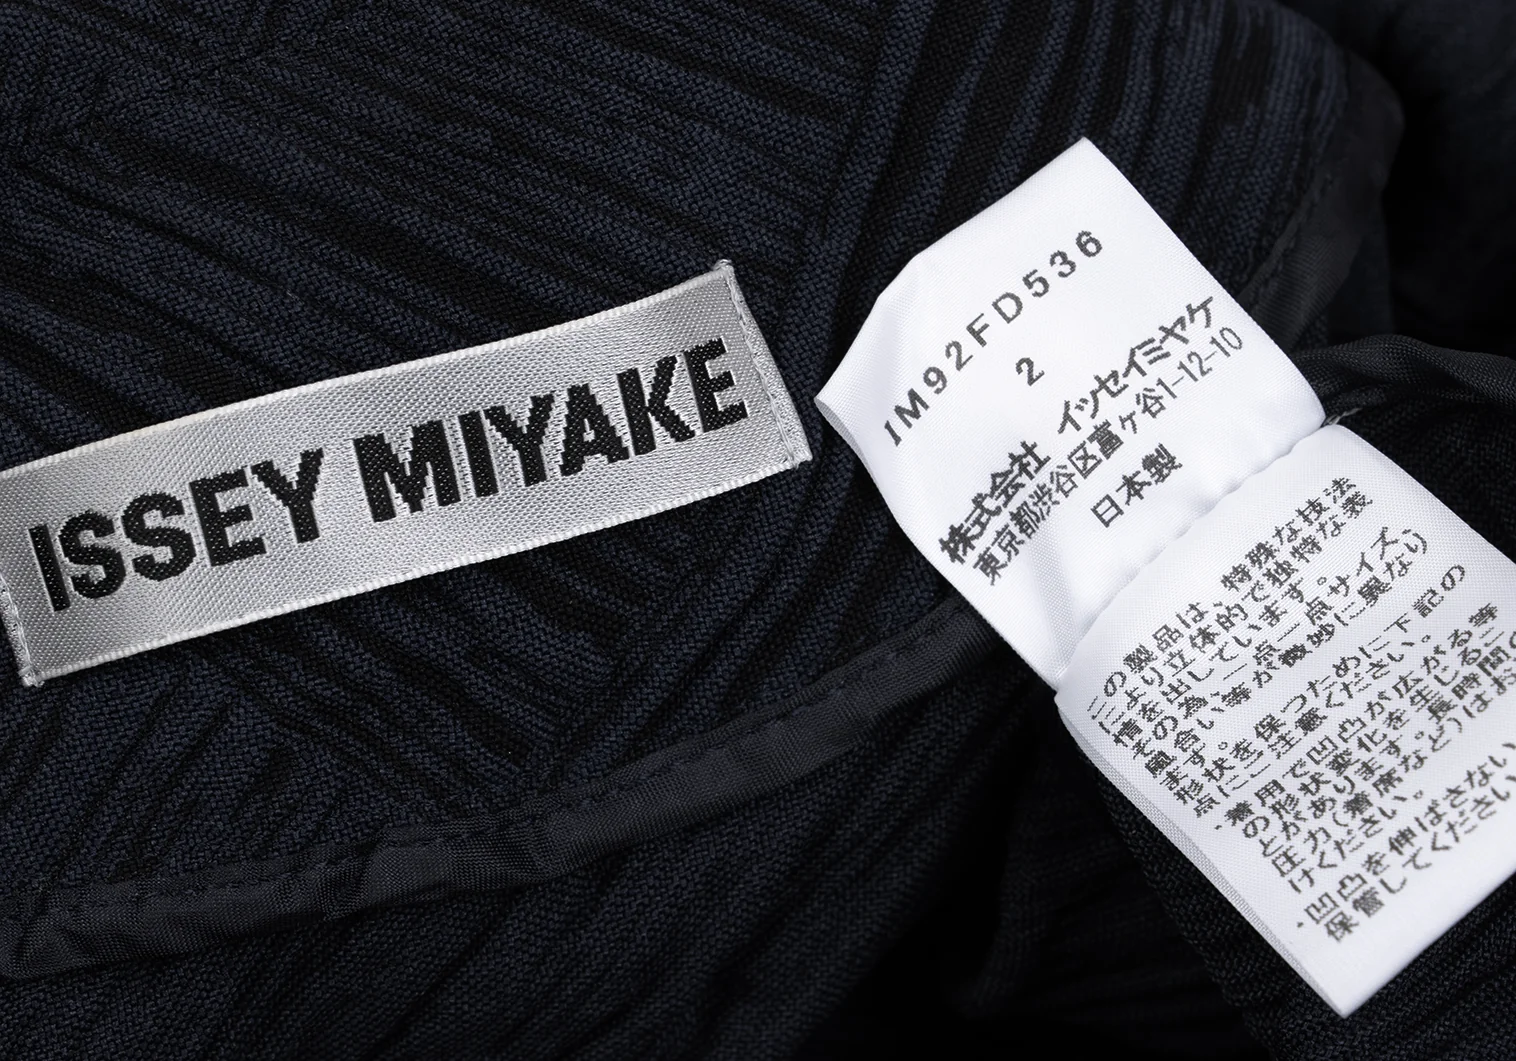 ISSEY MIYAKE
IM92FD536
2
株式会社 イッセイミヤケ
東京都渋谷区富ケ谷1-12-10
日本製
この製品は、特殊な技法
により立体的で独特な表
情を出しています。
その為、一点一点サイズ、
風合い等が微妙に異なり
ます。
形状を保つために下記の
点にご注意ください。
・着用で凹凸が広がる等
の形状変化を生じるこ
とがあります。長時間の
圧力(着席など)はお
けください。
・凹凸を伸ばさない
保管してください